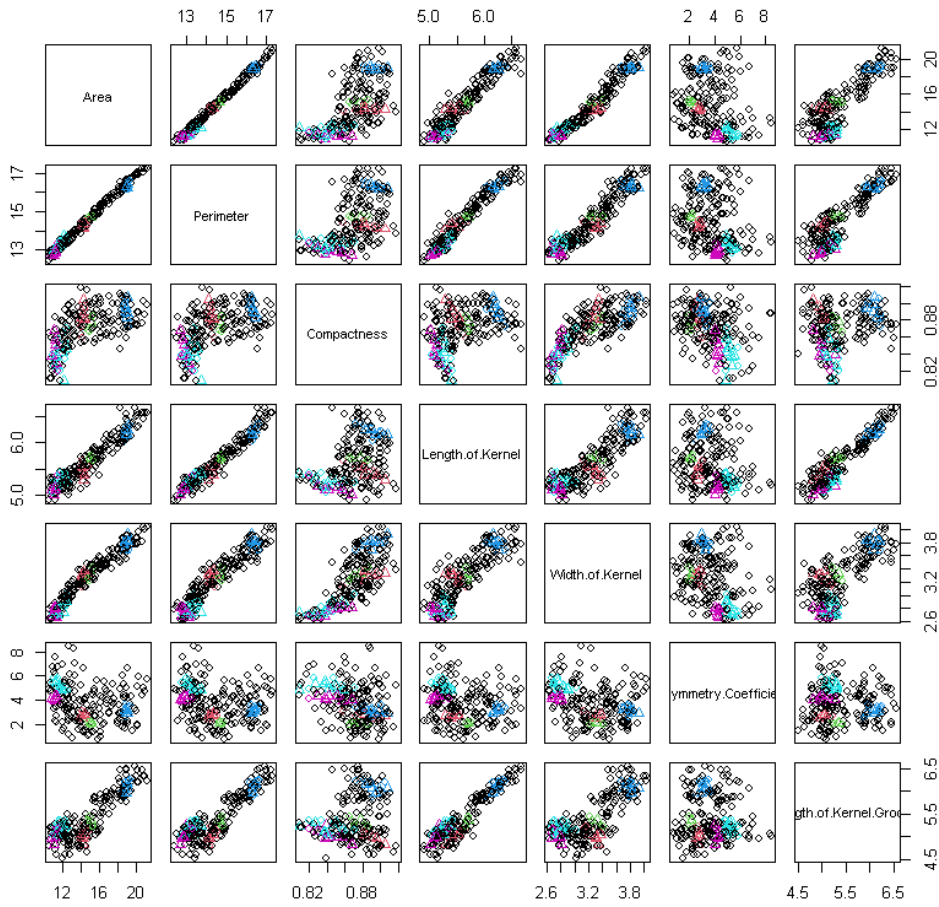 13 15 17
5.0 6.0
2 4 6 8
Area
12 16 20
13 15 17
Perimeter
Compactness
0.82 0.88
5.0 6.0
Length.of.Kernel
Width.of.Kernel
2.6 3.2 3.8
2 4 6 8
ymmetry.Coefficie
gth.of.Kernel.Groo
4.5 5.5 6.5
12 16 20
0.82 0.88
2.6 3.2 3.8
4.5 5.5 6.5